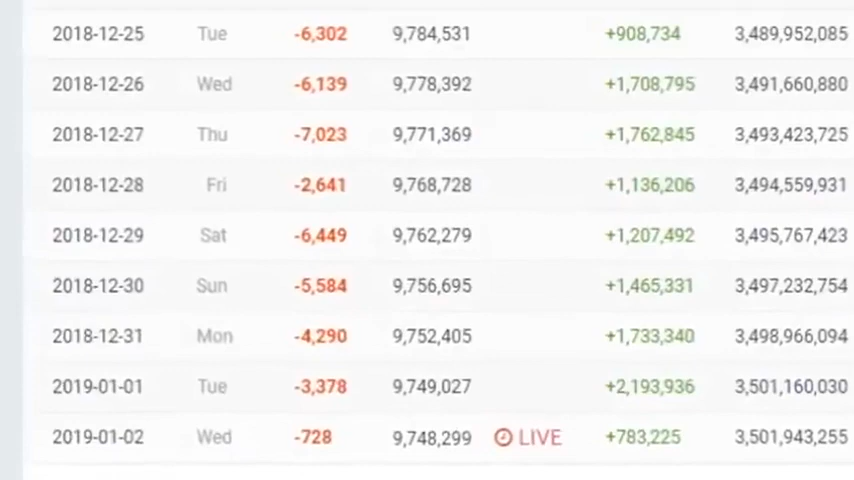 2018-12-25 Tue -6,302 9,784,531 +908,734 3,489,952,085
2018-12-26 Wed -6,139 9,778,392 +1,708,795 3,491,660,880
2018-12-27 Thu -7,023 9,771,369 +1,762,845 3,493,423,725
2018-12-28 Fri -2,641 9,768,728 +1,136,206 3,494,559,931
2018-12-29 Sat -6,449 9,762,279 +1,207,492 3,495,767,423
2018-12-30 Sun -5,584 9,756,695 +1,465,331 3,497,232,754
2018-12-31 Mon -4,290 9,752,405 +1,733,340 3,498,966,094
2019-01-01 Tue -3,378 9,749,027 +2,193,936 3,501,160,030
2019-01-02 Wed -728 9,748,299 LIVE +783,225 3,501,943,255